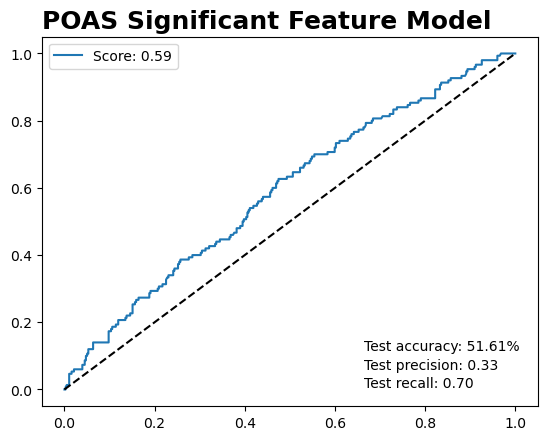 POAS Significant Feature Model
Score: 0.59
1.0
0.8
0.6
0.4
0.2
0.0
Test accuracy: 51.61%
Test precision: 0.33
Test recall: 0.70
0.0 0.2 0.4 0.6 0.8 1.0